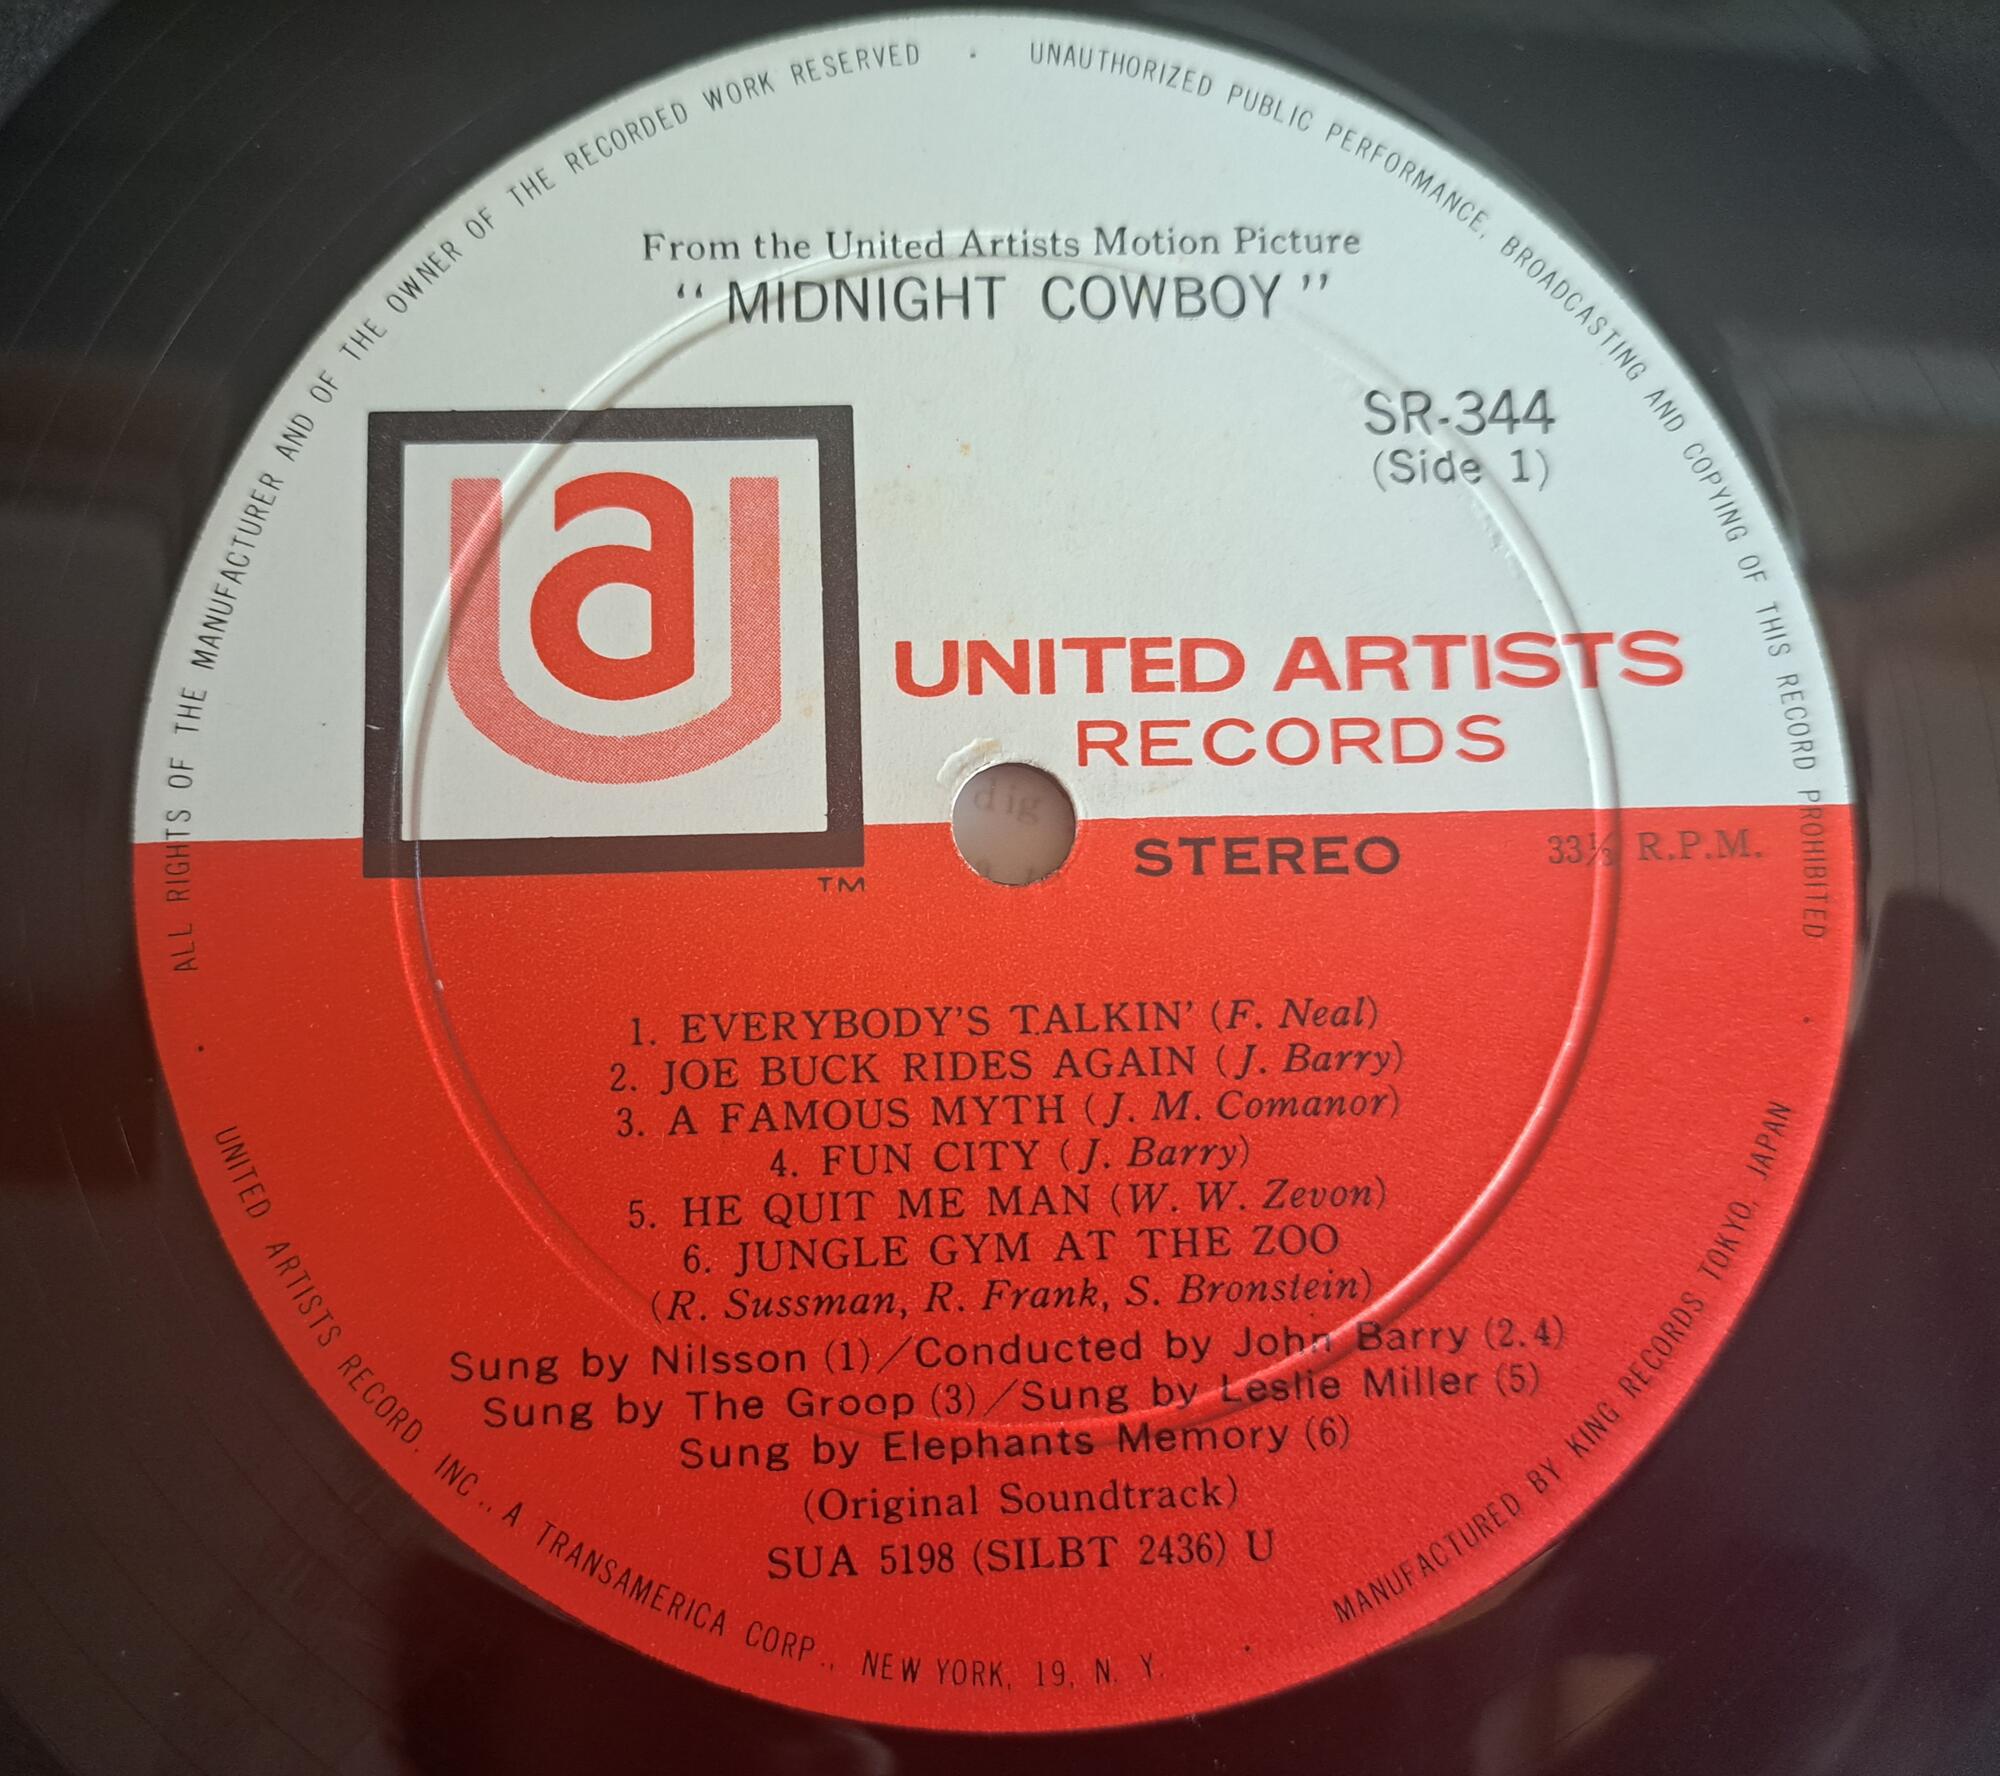 ALL RIGHTS OF THE MANUFACTURER AND OF THE OWNER OF THE RECORDED WORK RESERVED · UNAUTHORIZED PUBLIC PERFORMANCE, BROADCASTING AND COPYING OF THIS RECORD PROHIBITED ·
From the United Artists Motion Picture
“ MIDNIGHT COWBOY ”
SR-344
(Side 1)
ua
UNITED ARTISTS
RECORDS
TM
dig
STEREO
33⅓ R.P.M.
1. EVERYBODY'S TALKIN' (F. Neal)
2. JOE BUCK RIDES AGAIN (J. Barry)
3. A FAMOUS MYTH (J. M. Comanor)
4. FUN CITY (J. Barry)
5. HE QUIT ME MAN (W. W. Zevon)
6. JUNGLE GYM AT THE ZOO
(R. Sussman, R. Frank, S. Bronstein)
Sung by Nilsson (1)/Conducted by John Barry (2.4)
Sung by The Groop (3)/Sung by Leslie Miller (5)
Sung by Elephants Memory (6)
(Original Soundtrack)
SUA 5198 (SILBT 2436) U
· UNITED ARTISTS RECORD, INC., A TRANSAMERICA CORP., NEW YORK, 19, N. Y. · MANUFACTURED BY KING RECORDS TOKYO, JAPAN